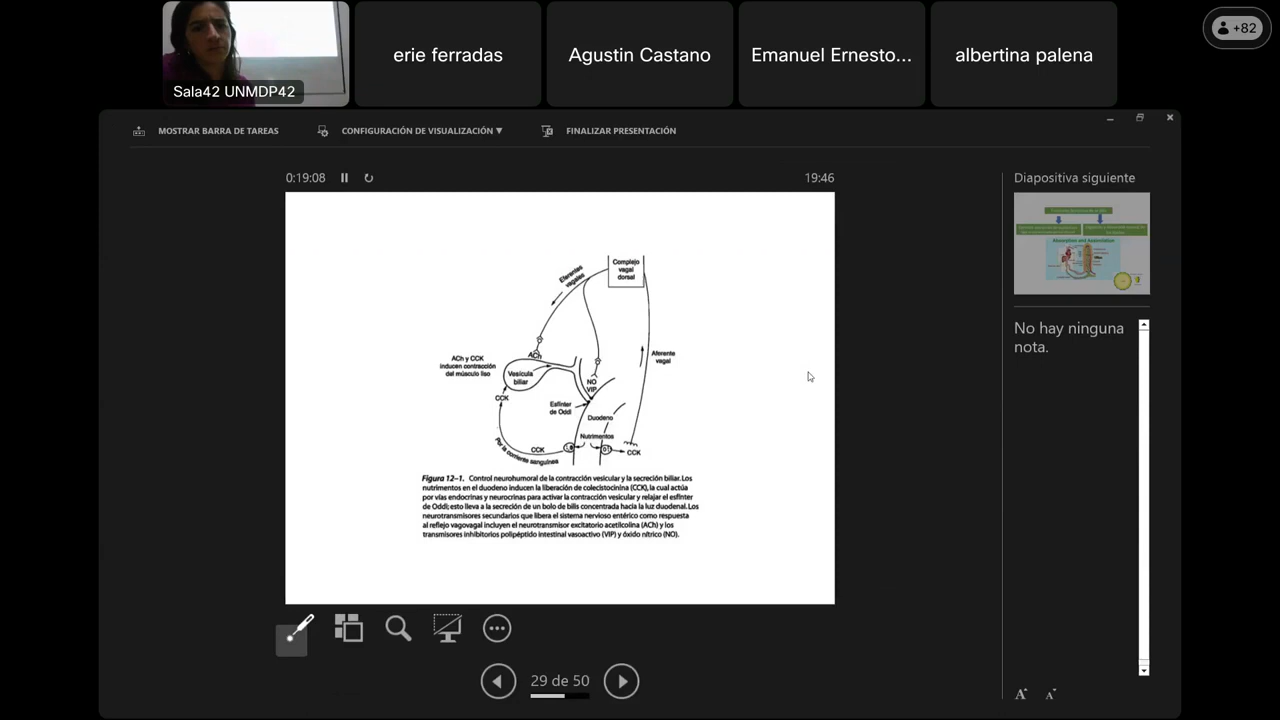 +82
Sala42 UNMDP42
erie ferradas
Agustin Castano
Emanuel Ernesto...
albertina palena
MOSTRAR BARRA DE TAREAS
CONFIGURACIÓN DE VISUALIZACIÓN ▼
FINALIZAR PRESENTACIÓN
0:19:08
19:46
Diapositiva siguiente
Complejo
vagal
dorsal
Eferentes
vagales
ACh
ACh y CCK
inducen contracción
del músculo liso
Vesícula
biliar
Aferente
vagal
NO
VIP
CCK
Esfínter
de Oddi
Duodeno
Nutrimentos
CCK
CCK
Por la corriente sanguínea
Figura 12–1. Control neurohumoral de la contracción vesicular y la secreción biliar. Los
nutrimentos en el duodeno inducen la liberación de colecistocinina (CCK), la cual actúa
por vías endocrinas y neurocrinas para activar la contracción vesicular y relajar el esfínter
de Oddi; esto lleva a la secreción de un bolo de bilis concentrada hacia la luz duodenal. Los
neurotransmisores secundarios que libera el sistema nervioso entérico como respuesta
al reflejo vagovagal incluyen el neurotransmisor excitatorio acetilcolina (ACh) y los
transmisores inhibitorios polipéptido intestinal vasoactivo (VIP) y óxido nítrico (NO).
Absorption and Assimilation
No hay ninguna
nota.
29 de 50
A
A